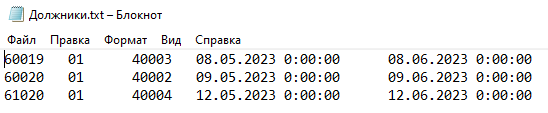 Должники.txt – Блокнот
Файл Правка Формат Вид Справка
60019 01 40003 08.05.2023 0:00:00 08.06.2023 0:00:00
60020 01 40002 09.05.2023 0:00:00 09.06.2023 0:00:00
61020 01 40004 12.05.2023 0:00:00 12.06.2023 0:00:00